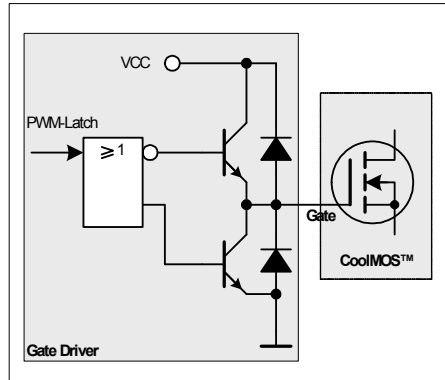 VCC
PWM-Latch
≥1
Gate
CoolMOS™
Gate Driver